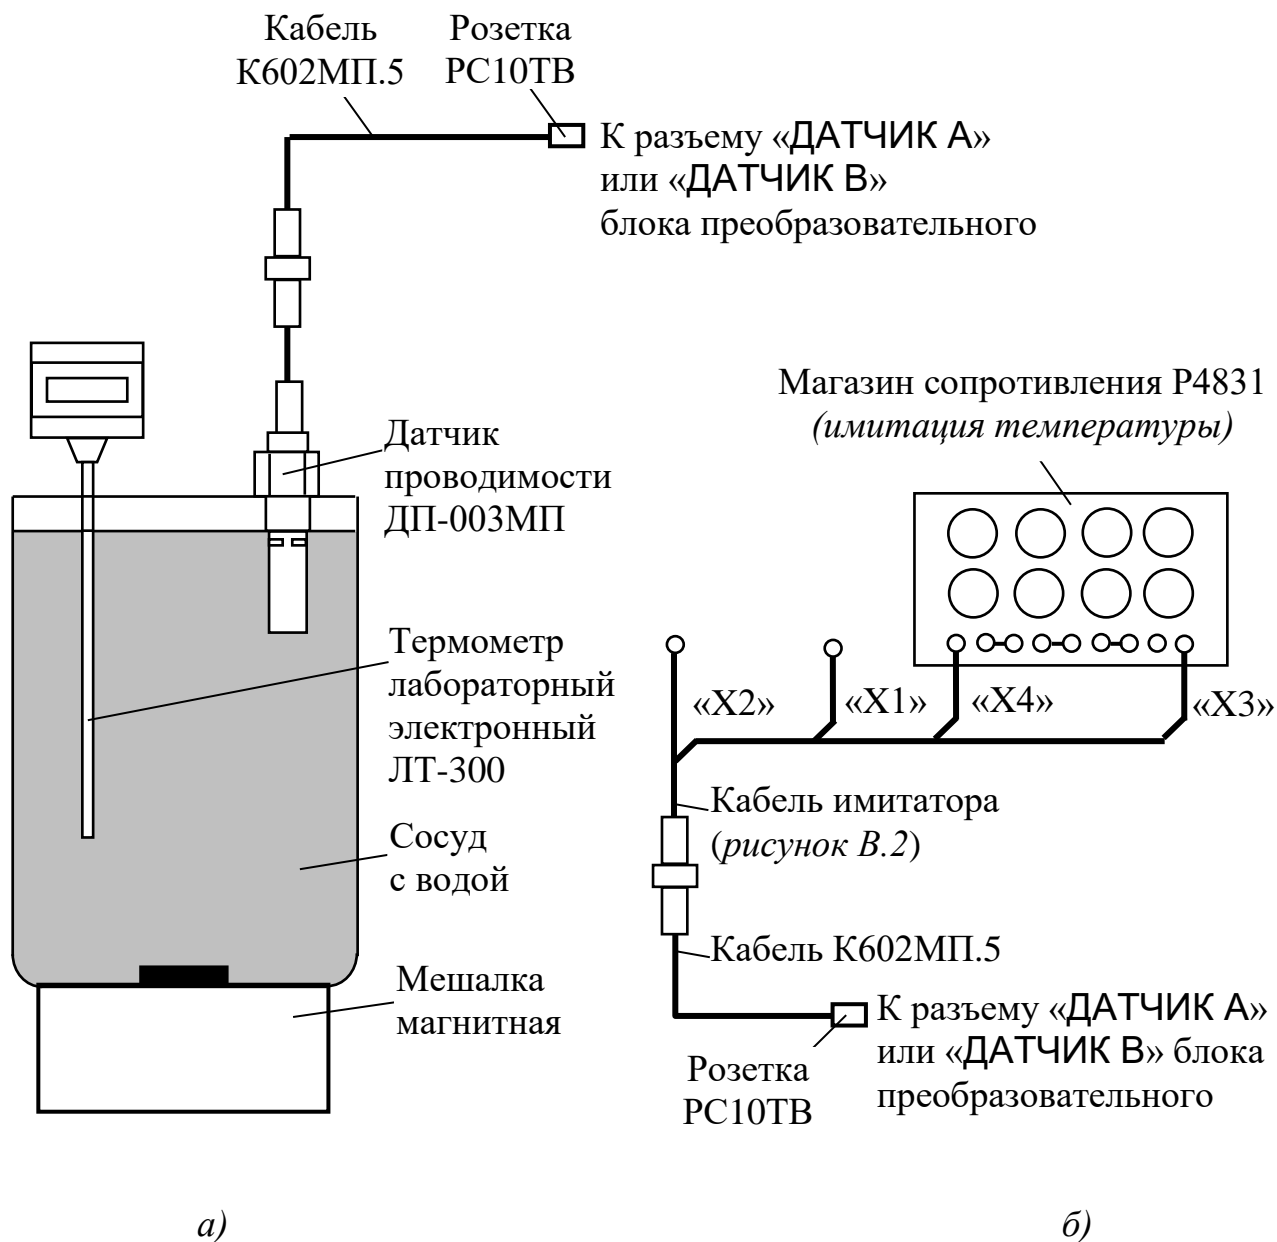 Кабель
К602МП.5
Розетка
РС10ТВ
К разъему «ДАТЧИК А»
или «ДАТЧИК В»
блока преобразовательного
Датчик
проводимости
ДП-003МП
Термометр
лабораторный
электронный
ЛТ-300
Сосуд
с водой
Мешалка
магнитная
а)
Магазин сопротивления Р4831
(имитация температуры)
«Х2»
«Х1»
«Х4»
«Х3»
Кабель имитатора
(рисунок В.2)
Кабель К602МП.5
Розетка
РС10ТВ
К разъему «ДАТЧИК А»
или «ДАТЧИК В» блока
преобразовательного
б)